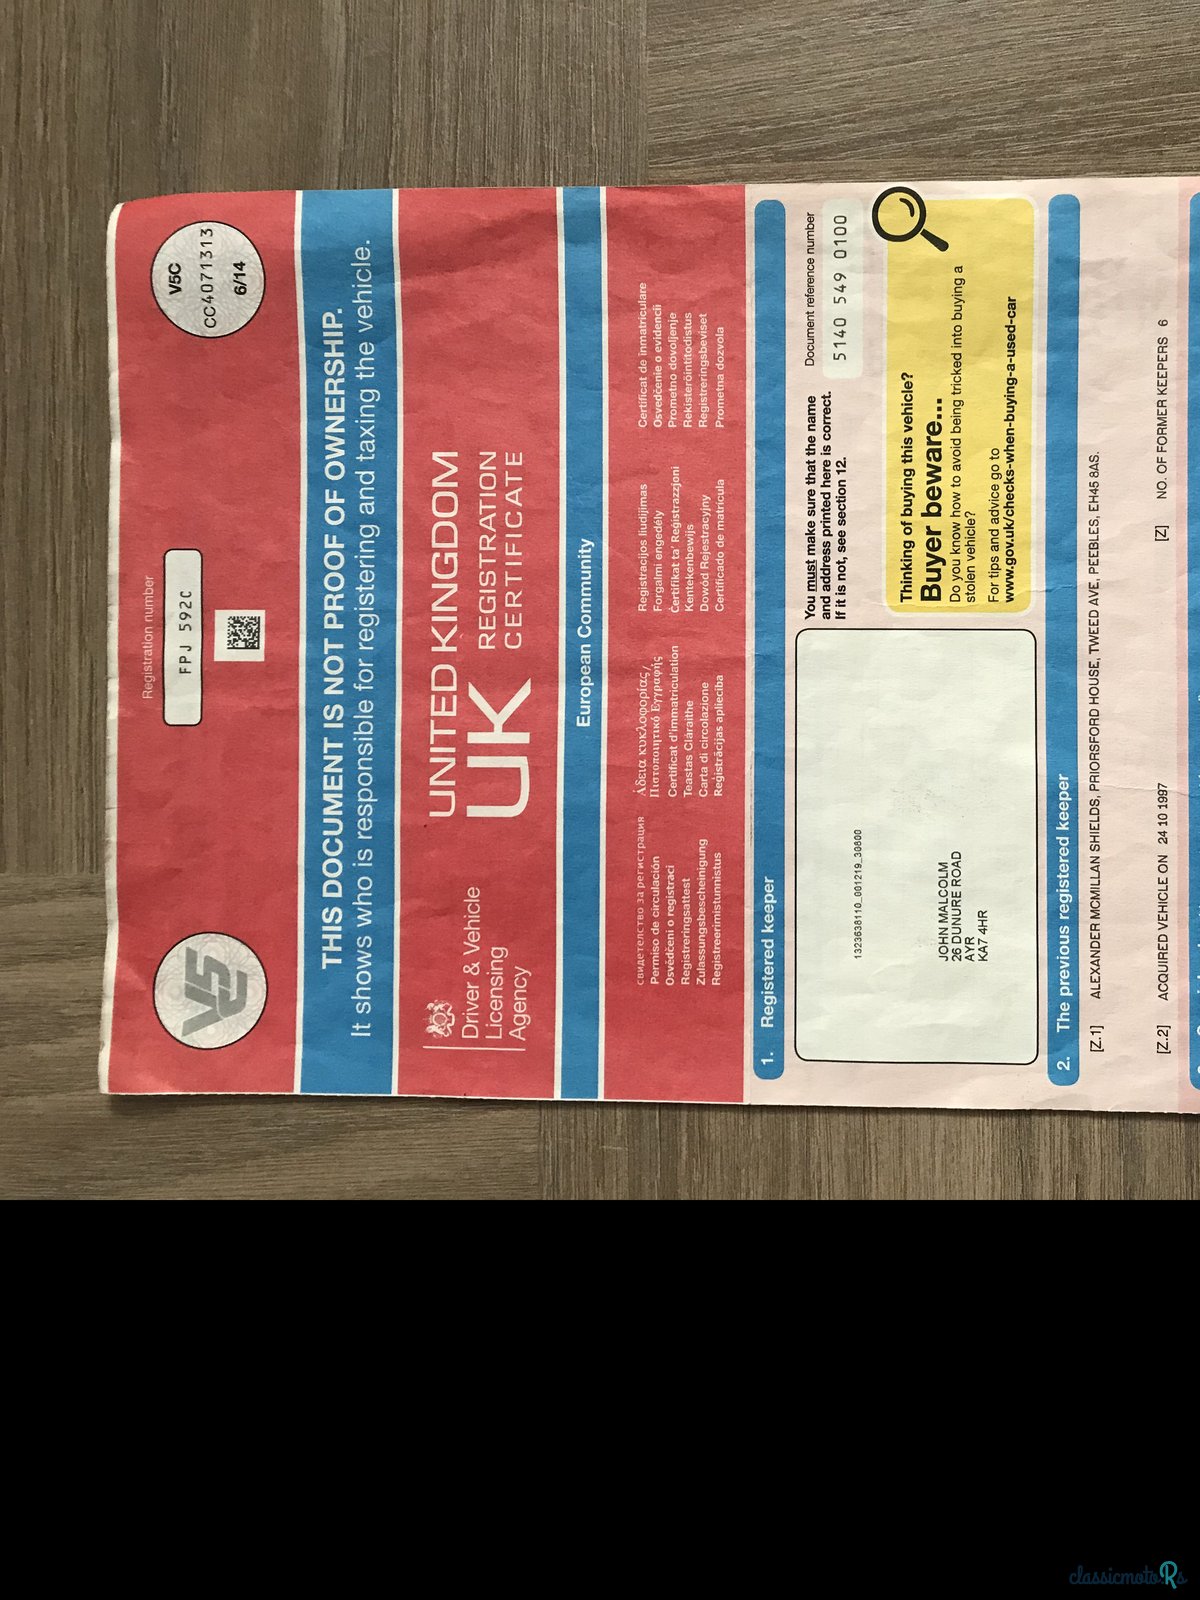 Registration number
FPJ 592C
V5C
CC4071313
6/14
V5C
THIS DOCUMENT IS NOT PROOF OF OWNERSHIP.
It shows who is responsible for registering and taxing the vehicle.
Driver & Vehicle
Licensing
Agency
UNITED KINGDOM
UK REGISTRATION
CERTIFICATE
European Community
свидетелство за регистрация
Permiso de circulación
Osvědčení o registraci
Registreringsattest
Zulassungsbescheinigung
Registreerimistunnistus
Άδεια κυκλοφορίας/
Πιστοποιητικό Εγγραφής
Certificat d'immatriculation
Teastas Cláraithe
Carta di circolazione
Reģistrācijas apliecība
Registracijos liudijimas
Forgalmi engedély
Ċertifikat ta' Reġistrazzjoni
Kentekenbewijs
Dowód Rejestracyjny
Certificado de matrícula
Certificat de înmatriculare
Osvedčenie o evidencii
Prometno dovoljenje
Rekisteröintitodistus
Registreringsbeviset
Prometna dozvola
1. Registered keeper
1323638110_001219_30800
JOHN MALCOLM
26 DUNURE ROAD
AYR
KA7 4HR
You must make sure that the name
and address printed here is correct.
If it is not, see section 12.
Document reference number
5140 549 0100
Thinking of buying this vehicle?
Buyer beware...
Do you know how to avoid being tricked into buying a
stolen vehicle?
For tips and advice go to
www.gov.uk/checks-when-buying-a-used-car
2. The previous registered keeper
[Z.1] ALEXANDER MCMILLAN SHIELDS, PRIORSFORD HOUSE, TWEED AVE, PEEBLES, EH45 8AS.
[Z.2] ACQUIRED VEHICLE ON 24 10 1997 [Z] NO. OF FORMER KEEPERS 6
classicmotoRs